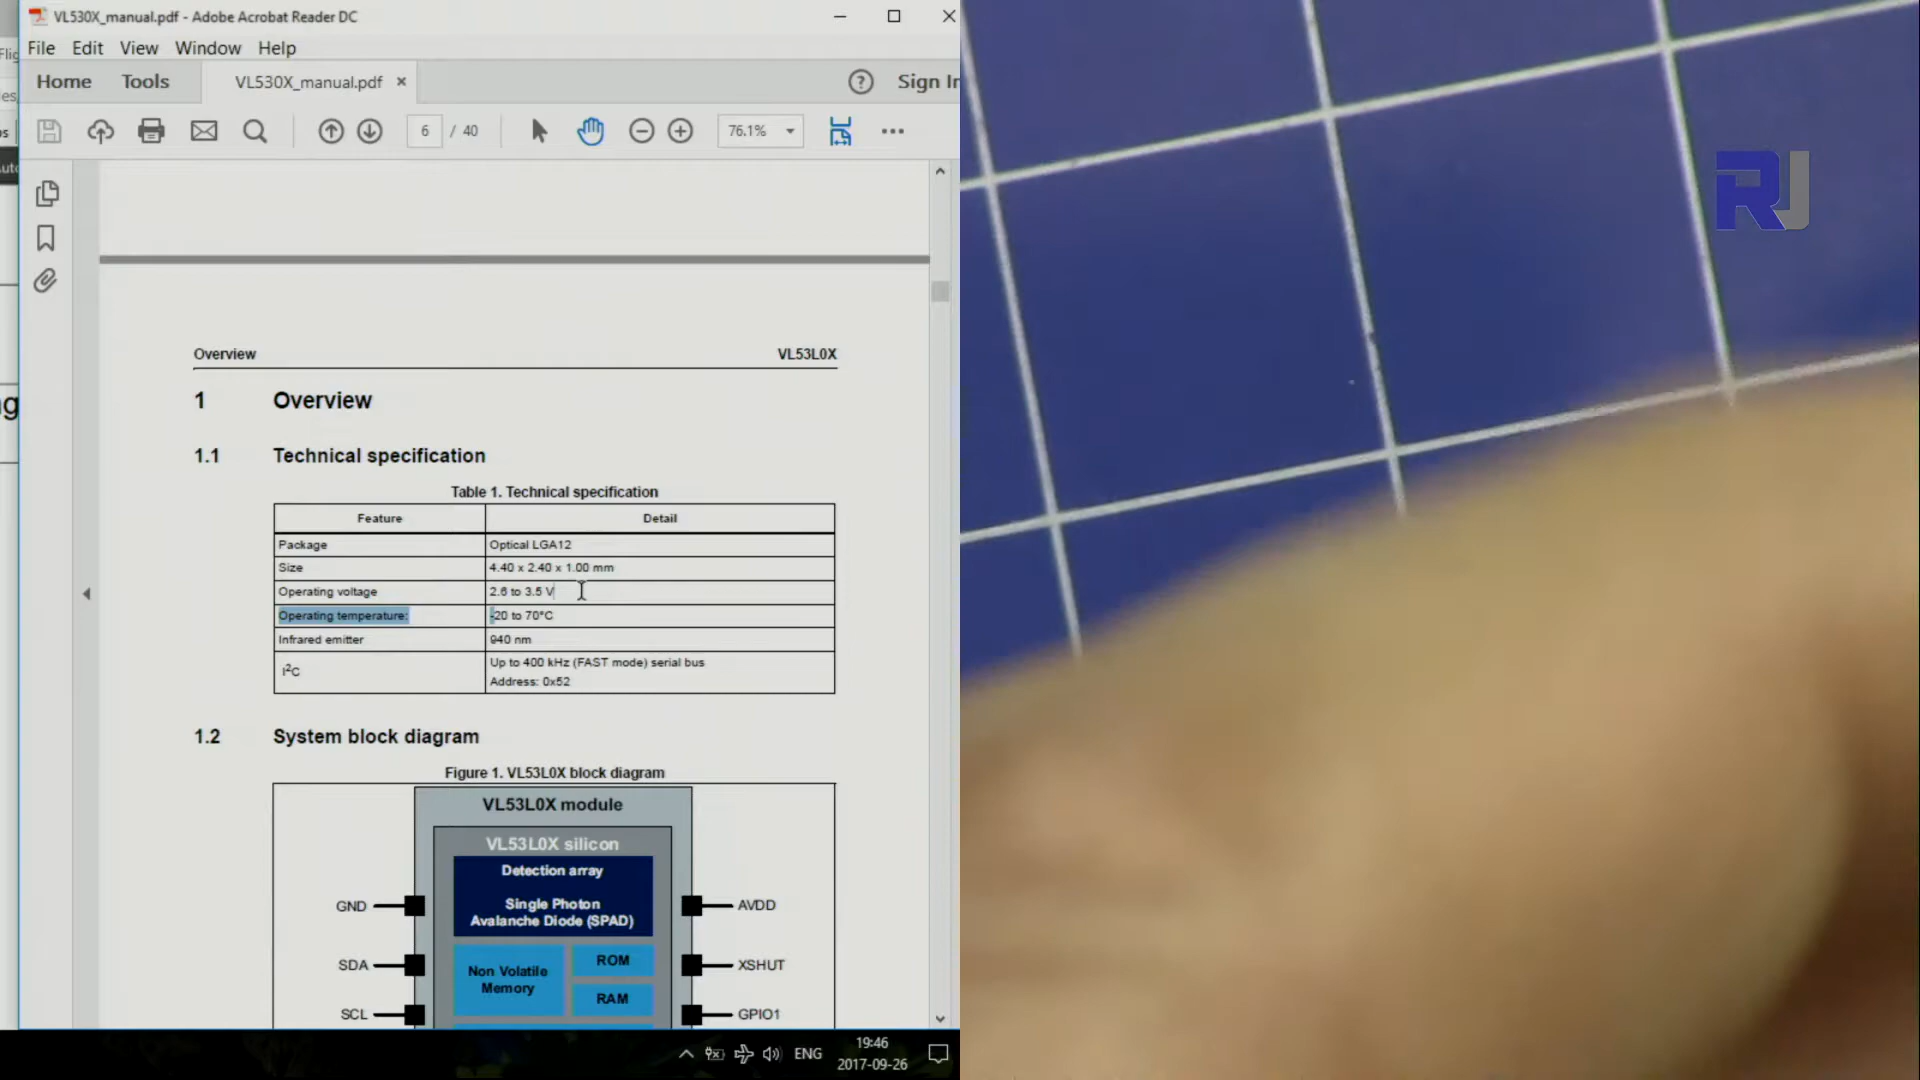 VL530X_manual.pdf - Adobe Acrobat Reader DC
File Edit View Window Help
Home Tools VL530X_manual.pdf × ? Sign In
6 / 40 76.1%
Overview VL53L0X
1 Overview
1.1 Technical specification
Table 1. Technical specification
Feature Detail
Package Optical LGA12
Size 4.40 x 2.40 x 1.00 mm
Operating voltage 2.6 to 3.5 V
Operating temperature: -20 to 70°C
Infrared emitter 940 nm
I²C Up to 400 kHz (FAST mode) serial bus
Address: 0x52
1.2 System block diagram
Figure 1. VL53L0X block diagram
VL53L0X module
VL53L0X silicon
Detection array
Single Photon
Avalanche Diode (SPAD)
GND AVDD
Non Volatile
Memory
ROM
RAM
SDA XSHUT
SCL GPIO1
ENG
19:46
2017-09-26
RJ